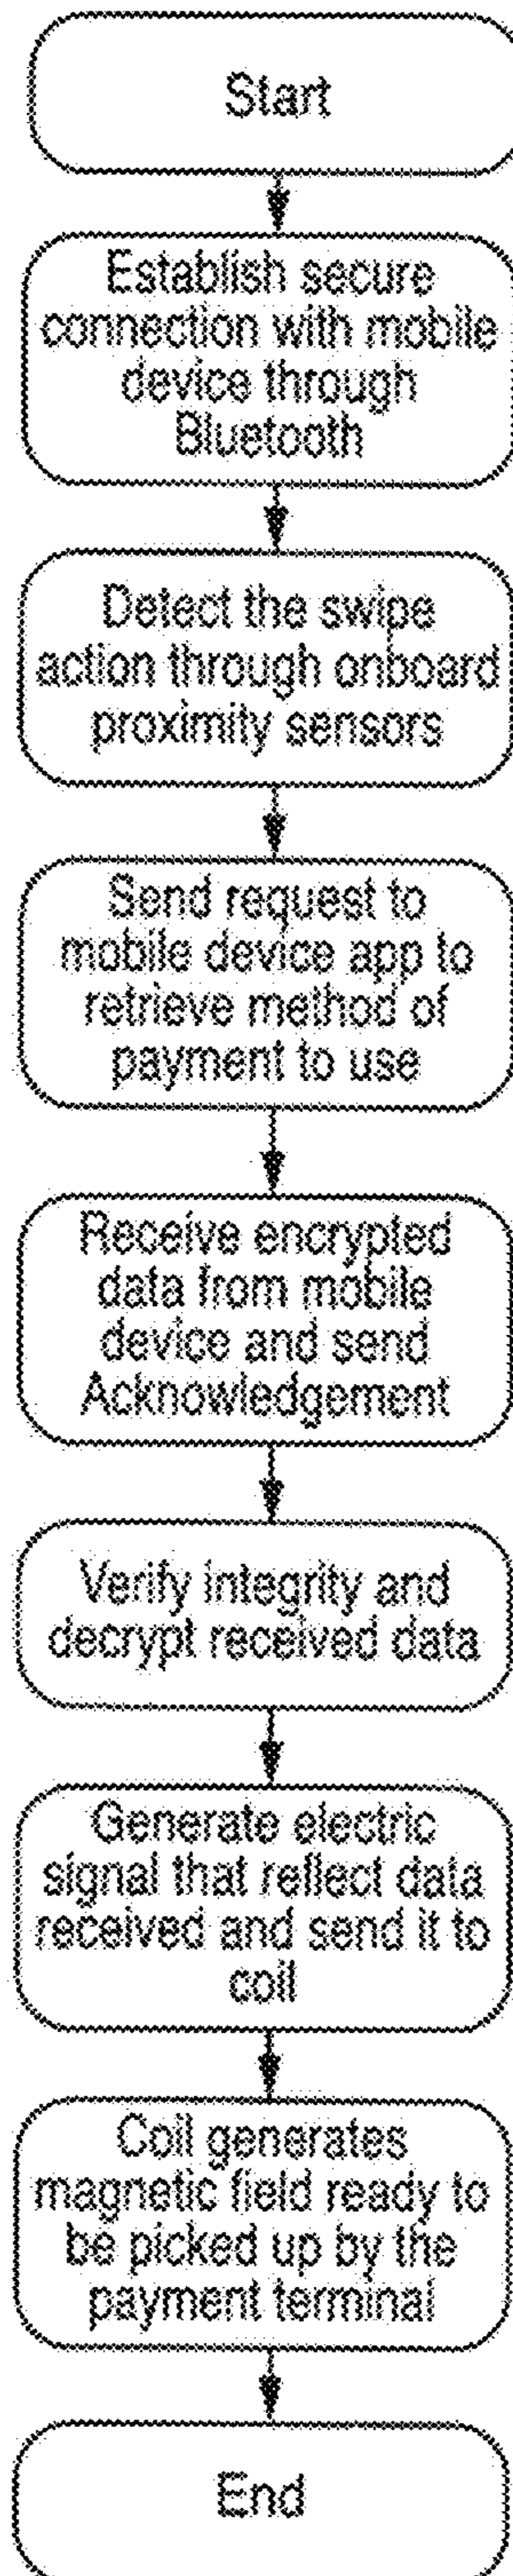 Start
Establish secure
connection with mobile
device through
Bluetooth
Detect the swipe
action through onboard
proximity sensors
Send request to
mobile device app to
retrieve method of
payment to use
Receive encrypted
data from mobile
device and send
Acknowledgement
Verify integrity and
decrypt received data
Generate electric
signal that reflect data
received and send it to
coil
Coil generates
magnetic field ready to
be picked up by the
payment terminal
End